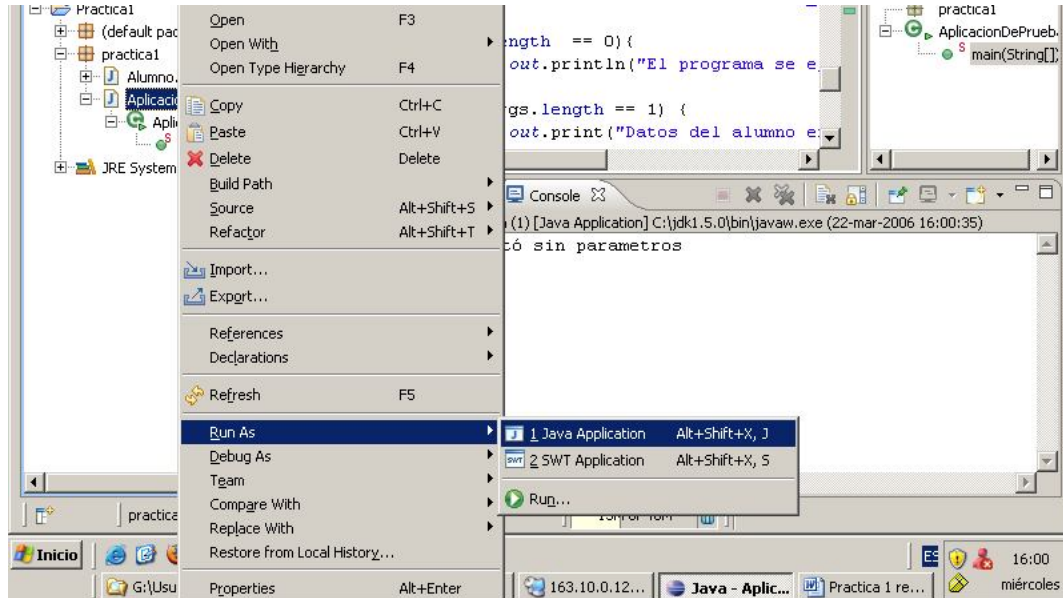 Practica1
(default pac
practica1
Alumno.
Aplicacio
Apli
S
JRE System
Open F3
Open With
Open Type Hierarchy F4
Copy Ctrl+C
Paste Ctrl+V
Delete Delete
Build Path
Source Alt+Shift+S
Refactor Alt+Shift+T
Import...
Export...
References
Declarations
Refresh F5
Run As
Debug As
Team
Compare With
Replace With
Restore from Local History...
Properties Alt+Enter
1 Java Application Alt+Shift+X, J
2 SWT Application Alt+Shift+X, S
Run...
ength == 0){
out.println("El programa se e
gs.length == 1) {
out.print("Datos del alumno e
practica1
AplicacionDePrueb
S main(String[]
Console
(1) [Java Application] C:\jdk1.5.0\bin\javaw.exe (22-mar-2006 16:00:35)
tó sin parametros
practica
Inicio
ES
16:00
G:\Usu
163.10.0.12...
Java - Aplic...
Practica 1 re...
miércoles